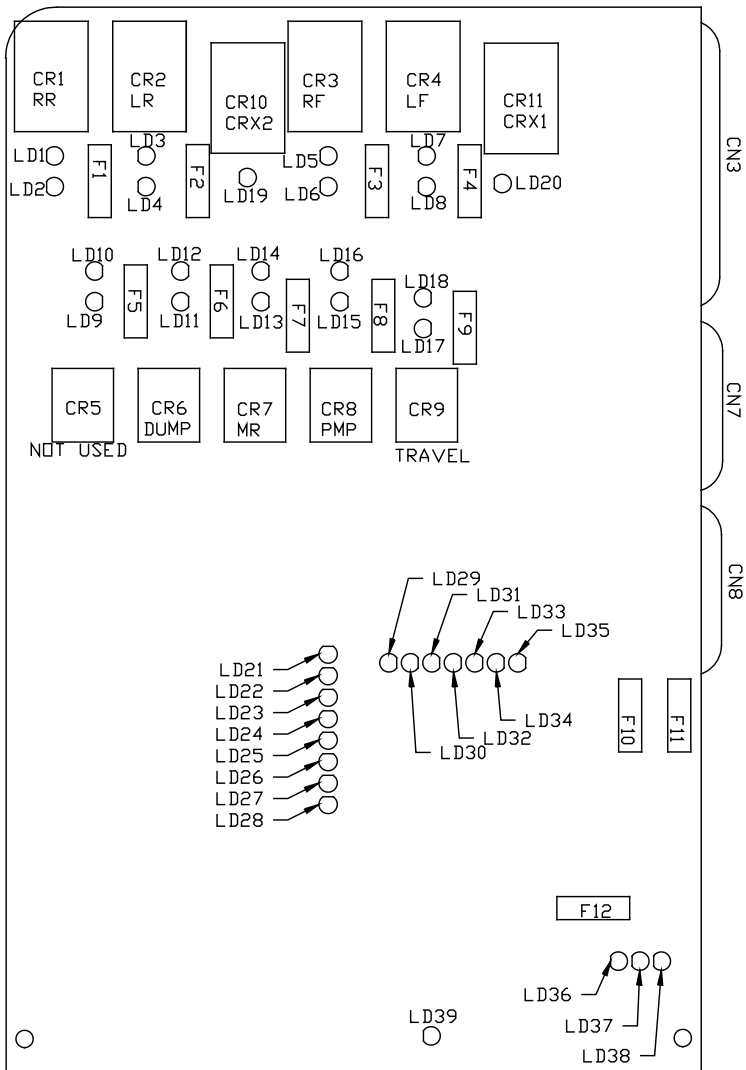 CR1
RR
CR2
LR
CR10
CRX2
CR3
RF
CR4
LF
CR11
CRX1
CN3
LD1
LD2
F1
LD3
LD4
F2
LD19
LD5
LD6
F3
LD7
LD8
F4
LD20
LD10
LD9
F5
LD12
LD11
F6
LD14
LD13
F7
LD16
LD15
F8
LD18
LD17
F9
CN7
CR5
NOT USED
CR6
DUMP
CR7
MR
CR8
PMP
CR9
TRAVEL
CN8
LD29
LD31
LD33
LD35
LD21
LD22
LD23
LD24
LD25
LD26
LD27
LD28
LD34
LD32
LD30
F10
F11
F12
LD36
LD37
LD38
LD39